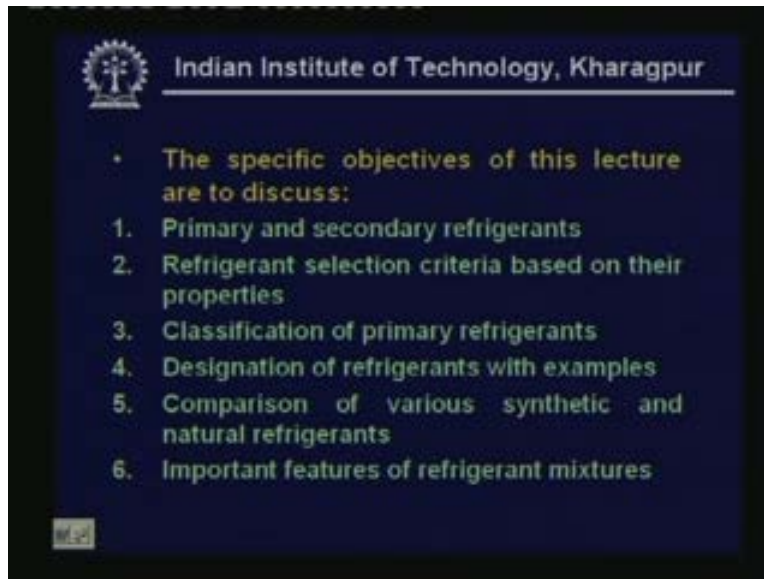 Indian Institute of Technology, Kharagpur
• The specific objectives of this lecture
are to discuss:
1. Primary and secondary refrigerants
2. Refrigerant selection criteria based on their
properties
3. Classification of primary refrigerants
4. Designation of refrigerants with examples
5. Comparison of various synthetic and
natural refrigerants
6. Important features of refrigerant mixtures